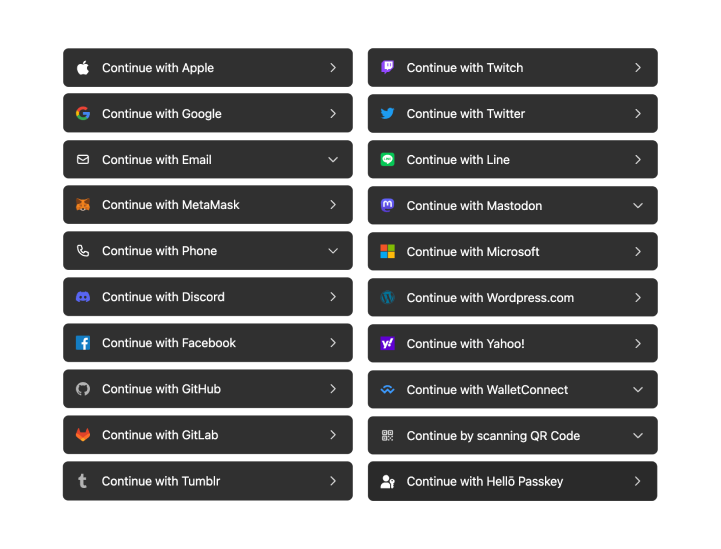 Continue with Apple
Continue with Google
Continue with Email
Continue with MetaMask
Continue with Phone
Continue with Discord
Continue with Facebook
Continue with GitHub
Continue with GitLab
Continue with Tumblr
Continue with Twitch
Continue with Twitter
Continue with Line
Continue with Mastodon
Continue with Microsoft
Continue with Wordpress.com
Continue with Yahoo!
Continue with WalletConnect
Continue by scanning QR Code
Continue with Hellō Passkey